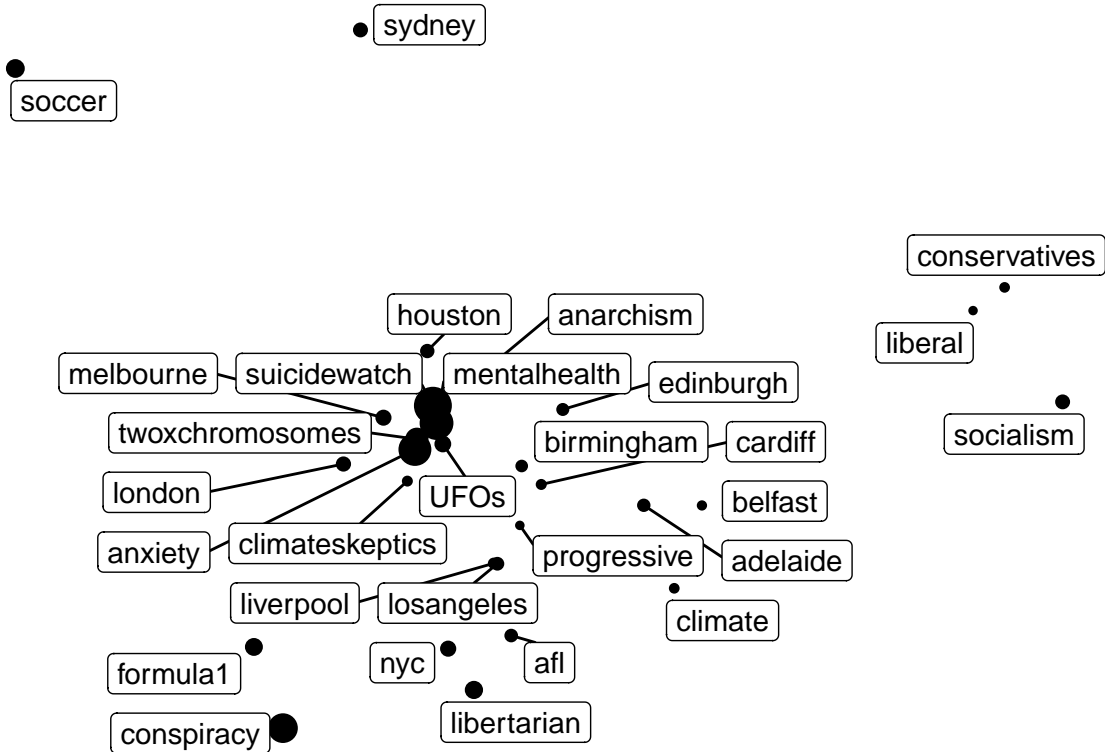 sydney
soccer
conservatives
houston
anarchism
liberal
melbourne
suicidewatch
mentalhealth
edinburgh
twoxchromosomes
birmingham
cardiff
socialism
london
UFOs
belfast
anxiety
climateskeptics
progressive
adelaide
liverpool
losangeles
climate
formula1
nyc
afl
conspiracy
libertarian